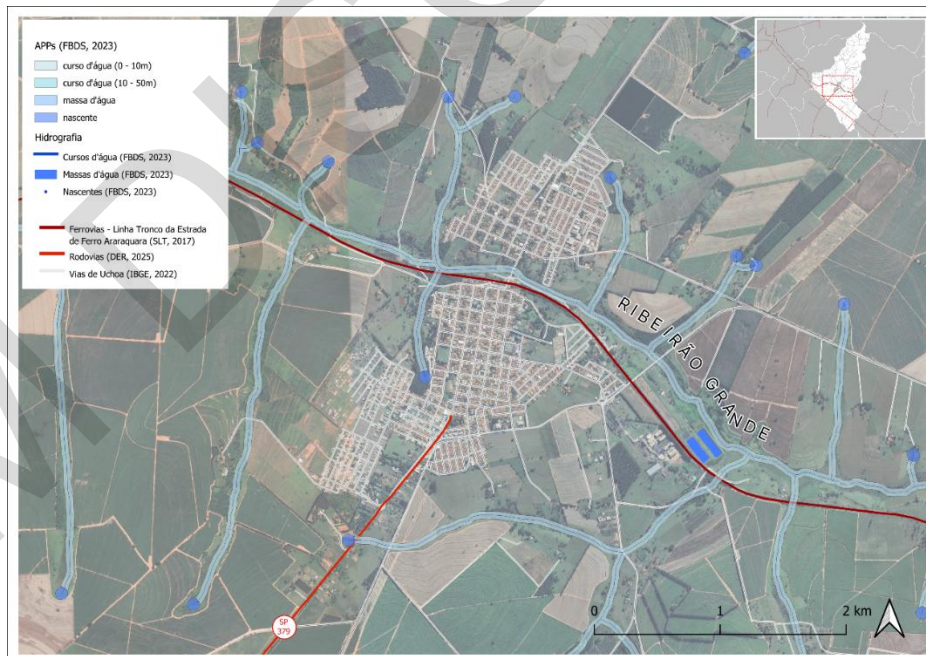 APPs (FBDS, 2023)
curso d'água (0 - 10m)
curso d'água (10 - 50m)
massa d'água
nascente
Hidrografia
Cursos d'água (FBDS, 2023)
Massas d'água (FBDS, 2023)
Nascentes (FBDS, 2023)
Ferrovias - Linha Tronco da Estrada
de Ferro Araraquara (SLT, 2017)
Rodovias (DER, 2025)
Vias de Uchoa (IBGE, 2022)
RIBEIRÃO GRANDE
SP
379
0 1 2 km